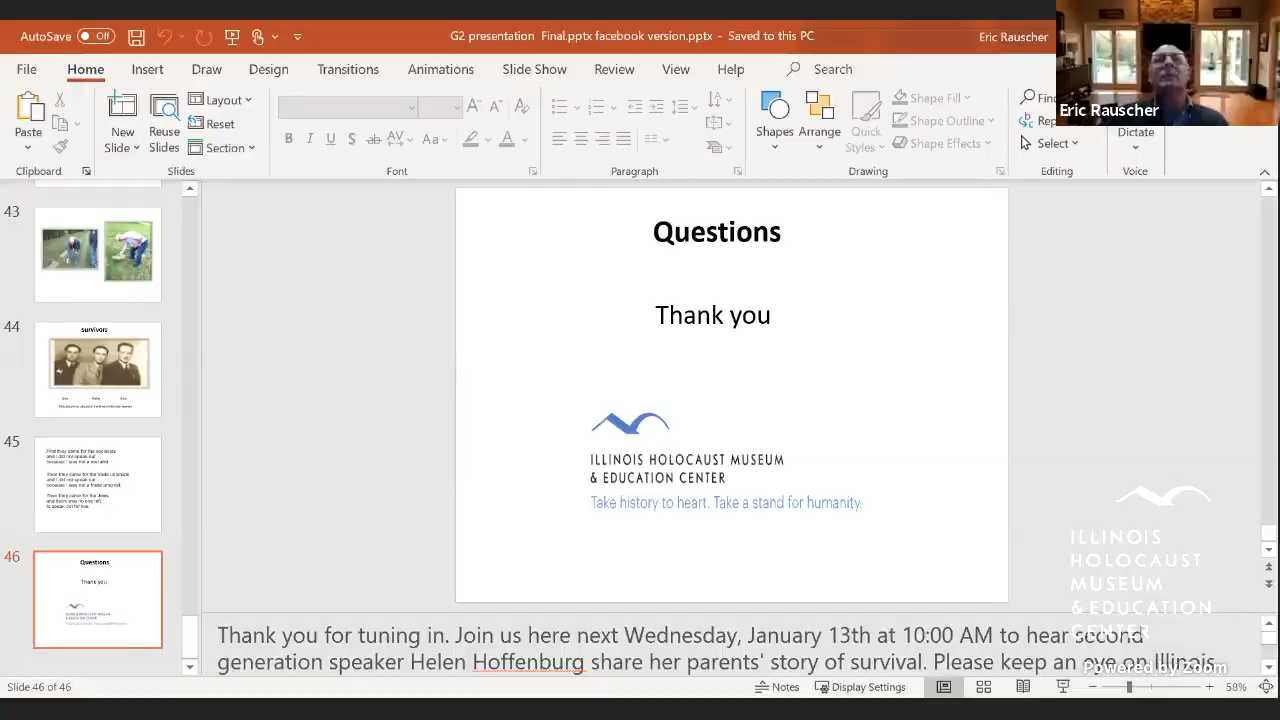 AutoSave Off
G2 presentation Final.pptx facebook version.pptx - Saved to this PC
Eric Rauscher
File Home Insert Draw Design Transitions Animations Slide Show Review View Help Search
Eric Rauscher
Paste
New
Slide
Reuse
Slides
Layout
Reset
Section
B I U S ab AV Aa A
Shapes
Arrange
Quick
Styles
Shape Fill
Shape Outline
Shape Effects
Select
Dictate
Clipboard
Slides
Font
Paragraph
Drawing
Editing
Voice
43
44
survivors
45
First they came for the socialists
and I did not speak out
because I was not a socialist
Then they came for the trade unionists
and I did not speak out
because I was not a trade unionist
Then they came for the Jews
to speak out for me.
46
Questions
Thank you
Questions
Thank you
ILLINOIS HOLOCAUST MUSEUM
& EDUCATION CENTER
Take history to heart. Take a stand for humanity.
ILLINOIS
HOLOCAUST
MUSEUM
& EDUCATION
CENTER
Thank you for tuning in. Join us here next Wednesday, January 13th at 10:00 AM to hear second
generation speaker Helen Hoffenburg share her parents' story of survival. Please keep an eye on Illinois
Powered by Zoom
Slide 46 of 46
Notes
Display Settings
58%